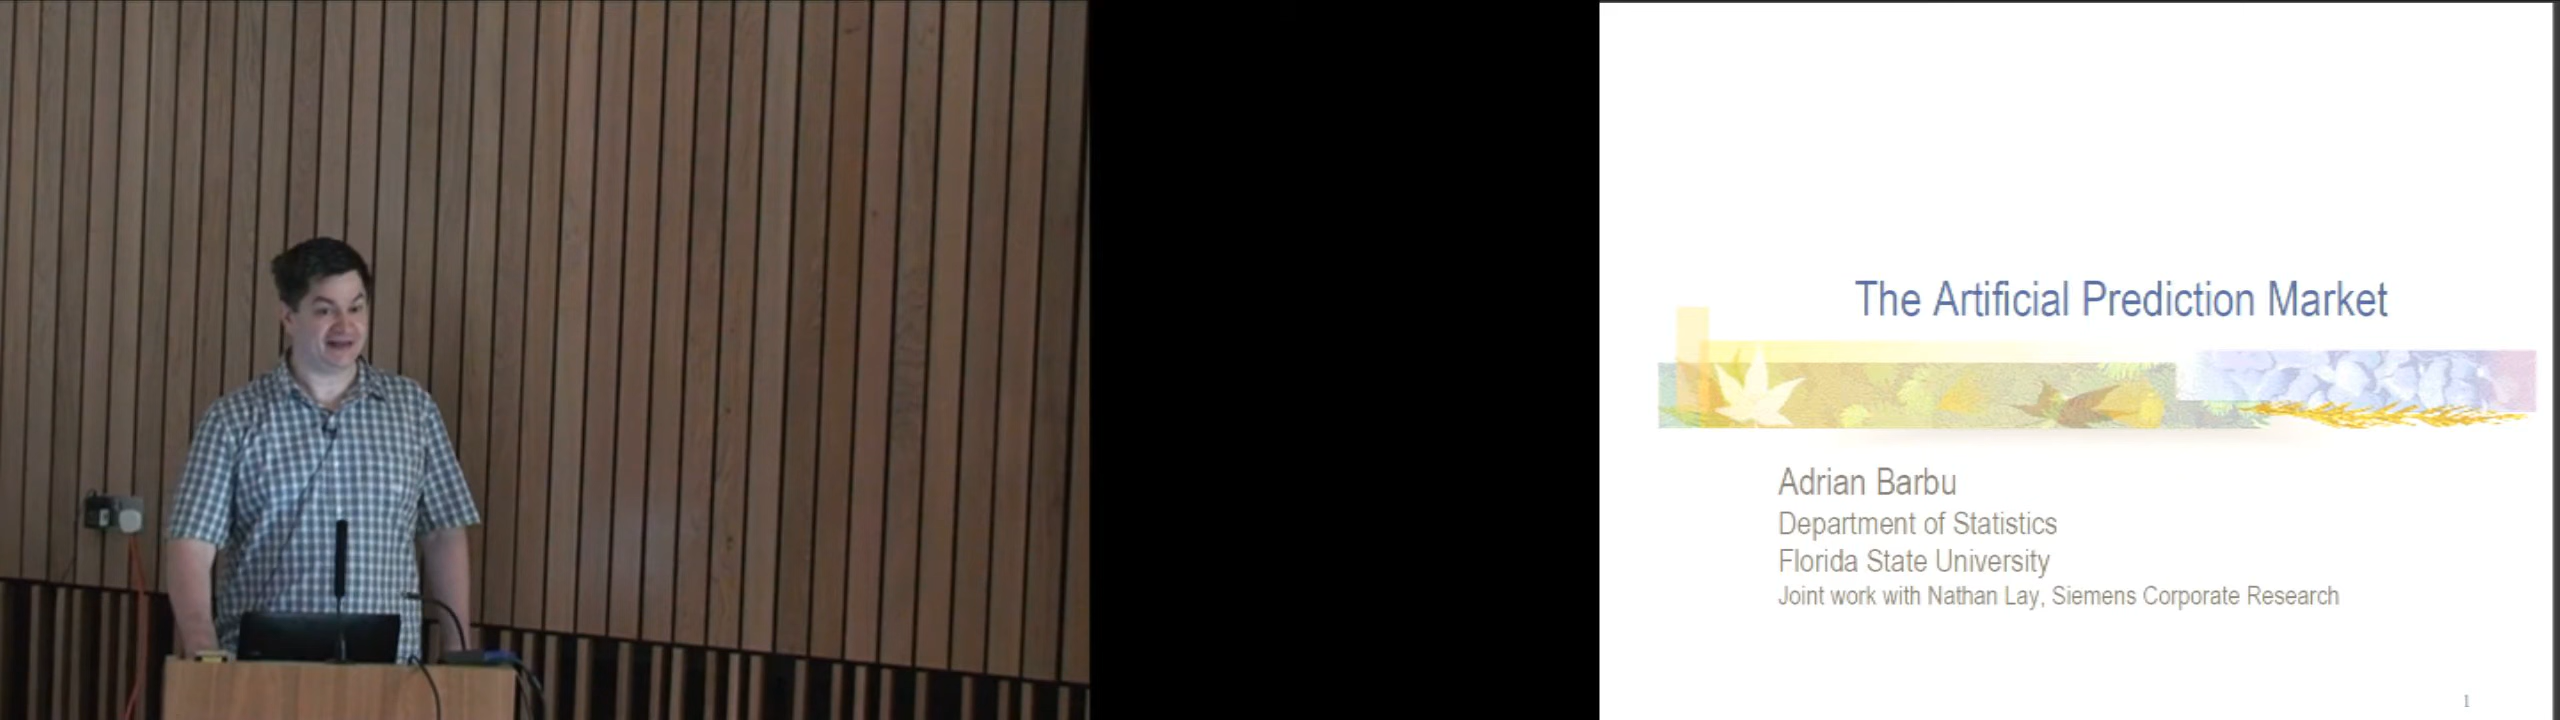 The Artificial Prediction Market
Adrian Barbu
Department of Statistics
Florida State University
Joint work with Nathan Lay, Siemens Corporate Research
1